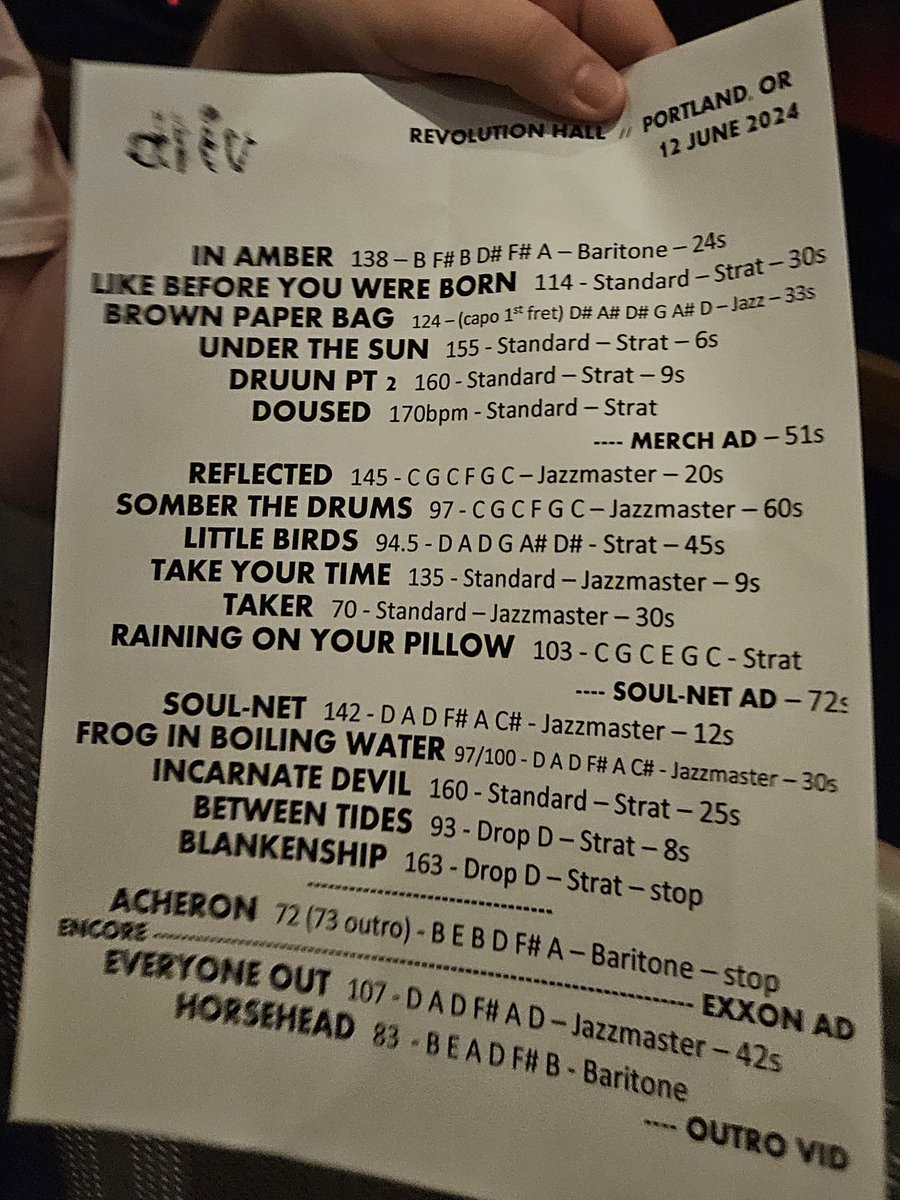 diiv
REVOLUTION HALL // PORTLAND, OR
12 JUNE 2024
IN AMBER 138 – B F# B D# F# A – Baritone – 24s
LIKE BEFORE YOU WERE BORN 114 - Standard – Strat – 30s
BROWN PAPER BAG 124 – (capo 1st fret) D# A# D# G A# D – Jazz – 33s
UNDER THE SUN 155 - Standard – Strat – 6s
DRUUN PT 2 160 - Standard – Strat – 9s
DOUSED 170bpm - Standard – Strat
---- MERCH AD – 51s
REFLECTED 145 - C G C F G C – Jazzmaster – 20s
SOMBER THE DRUMS 97 - C G C F G C – Jazzmaster – 60s
LITTLE BIRDS 94.5 - D A D G A# D# - Strat – 45s
TAKE YOUR TIME 135 - Standard – Jazzmaster – 9s
TAKER 70 - Standard – Jazzmaster – 30s
RAINING ON YOUR PILLOW 103 - C G C E G C - Strat
---- SOUL-NET AD – 72s
SOUL-NET 142 - D A D F# A C# - Jazzmaster – 12s
FROG IN BOILING WATER 97/100 - D A D F# A C# - Jazzmaster – 30s
INCARNATE DEVIL 160 - Standard – Strat – 25s
BETWEEN TIDES 93 - Drop D – Strat – 8s
BLANKENSHIP 163 - Drop D – Strat – stop
ACHERON 72 (73 outro) - B E B D F# A – Baritone – stop
ENCORE ---- EXXON AD
EVERYONE OUT 107 - D A D F# A D – Jazzmaster – 42s
HORSEHEAD 83 - B E A D F# B - Baritone
---- OUTRO VID